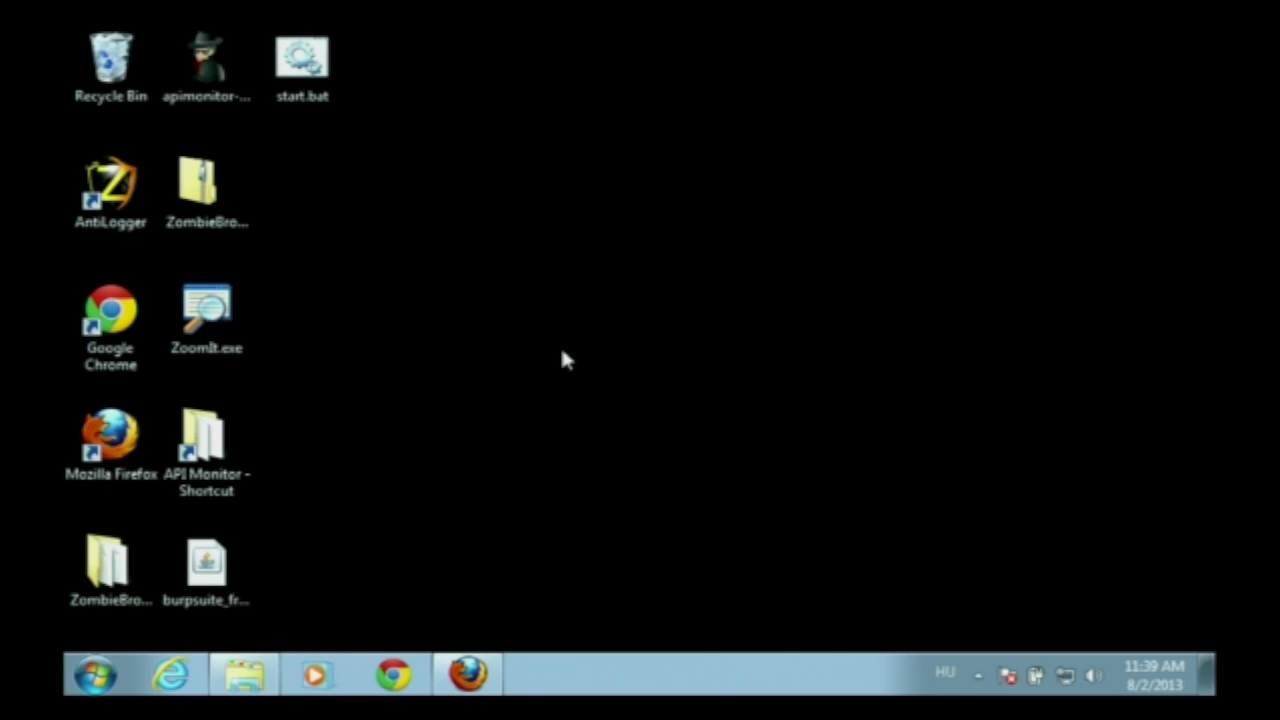 Recycle Bin
apimonitor-...
start.bat
AntiLogger
ZombieBro...
Google
Chrome
ZoomIt.exe
Mozilla Firefox
API Monitor -
Shortcut
ZombieBro...
burpsuite_fr...
HU
11:39 AM
8/2/2013